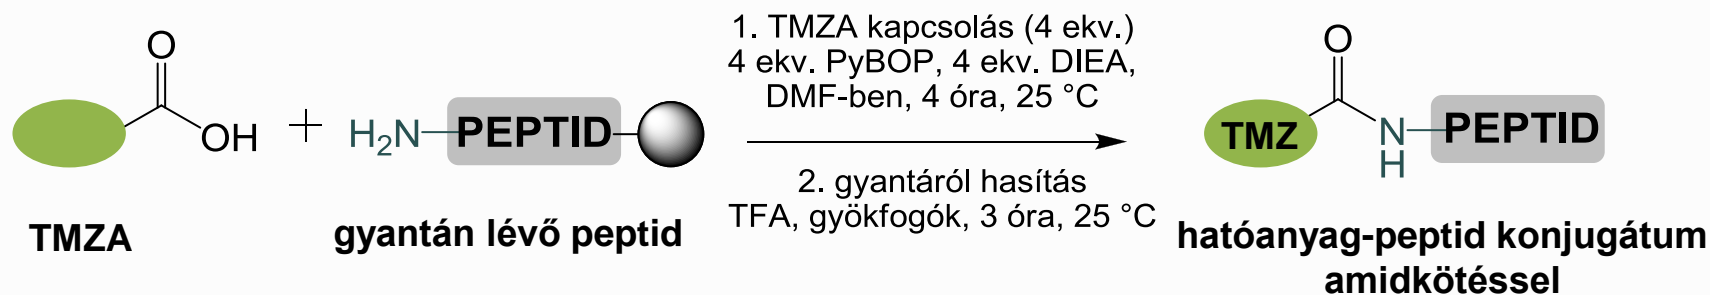 O
OH
+
H₂N
PEPTID
1. TMZA kapcsolás (4 ekv.)
4 ekv. PyBOP, 4 ekv. DIEA,
DMF-ben, 4 óra, 25 °C
2. gyantáról hasítás
TFA, gyökfogók, 3 óra, 25 °C
O
TMZ
N
H
PEPTID
TMZA
gyantán lévő peptid
hatóanyag-peptid konjugátum
amidkötéssel